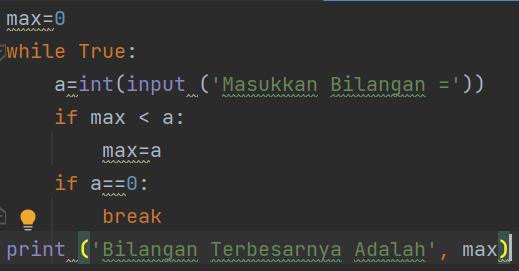 max=0
while True:
    a=int(input ('Masukkan Bilangan ='))
    if max < a:
        max=a
    if a==0:
        break
print ('Bilangan Terbesarnya Adalah', max)